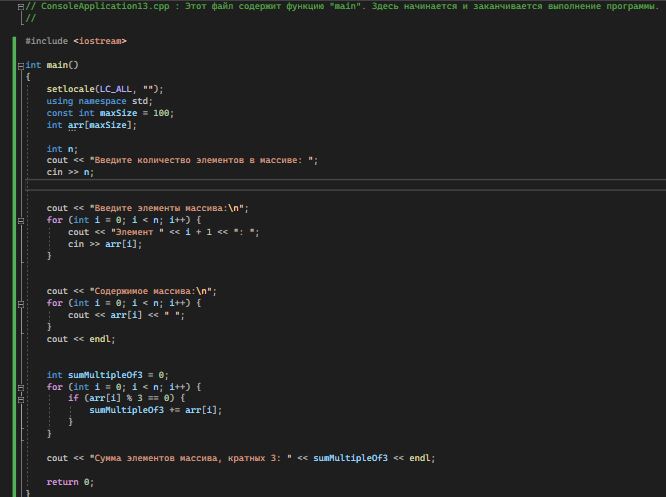 // ConsoleApplication13.cpp : Этот файл содержит функцию "main". Здесь начинается и заканчивается выполнение программы.
//
#include <iostream>
int main()
{
setlocale(LC_ALL, "");
using namespace std;
const int maxSize = 100;
int arr[maxSize];
int n;
cout << "Введите количество элементов в массиве: ";
cin >> n;
cout << "Введите элементы массива:\n";
for (int i = 0; i < n; i++) {
cout << "Элемент " << i + 1 << ": ";
cin >> arr[i];
}
cout << "Содержимое массива:\n";
for (int i = 0; i < n; i++) {
cout << arr[i] << " ";
}
cout << endl;
int sumMultipleOf3 = 0;
for (int i = 0; i < n; i++) {
if (arr[i] % 3 == 0) {
sumMultipleOf3 += arr[i];
}
}
cout << "Сумма элементов массива, кратных 3: " << sumMultipleOf3 << endl;
return 0;
}